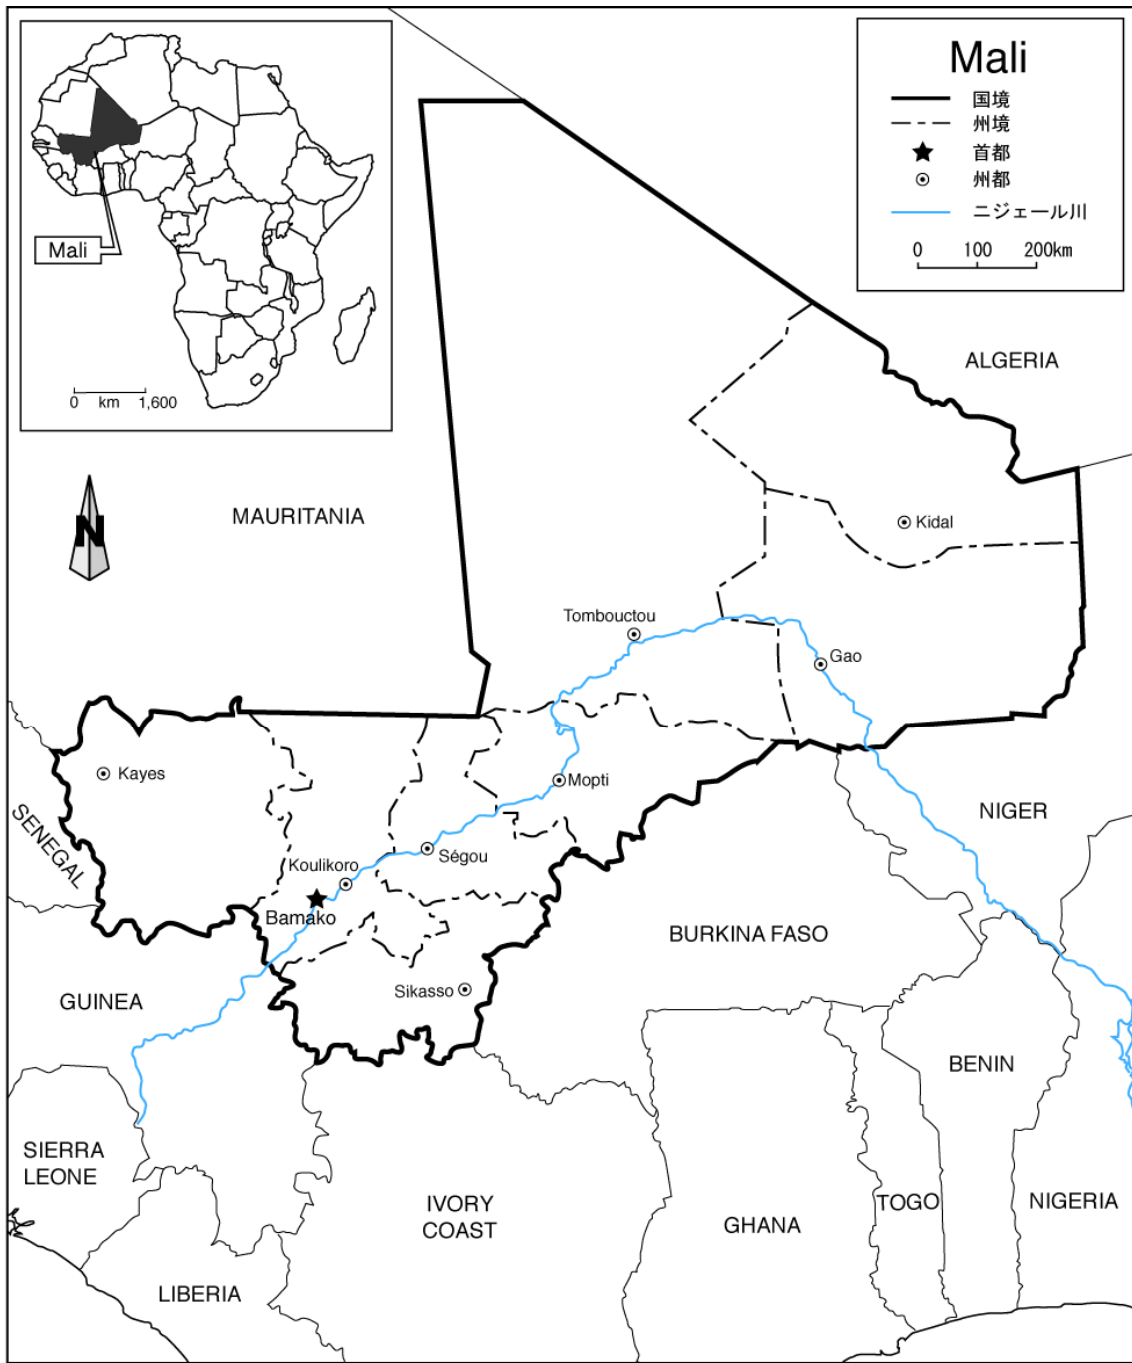 Mali
0 km 1,600
Mali
国境
州境
首都
州都
ニジェール川
0 100 200km
ALGERIA
N
MAURITANIA
Kidal
Tombouctou
Gao
Kayes
Mopti
SENEGAL
NIGER
Ségou
Koulikoro
Bamako
BURKINA FASO
Sikasso
GUINEA
BENIN
SIERRA
LEONE
IVORY
COAST
GHANA
TOGO
NIGERIA
LIBERIA